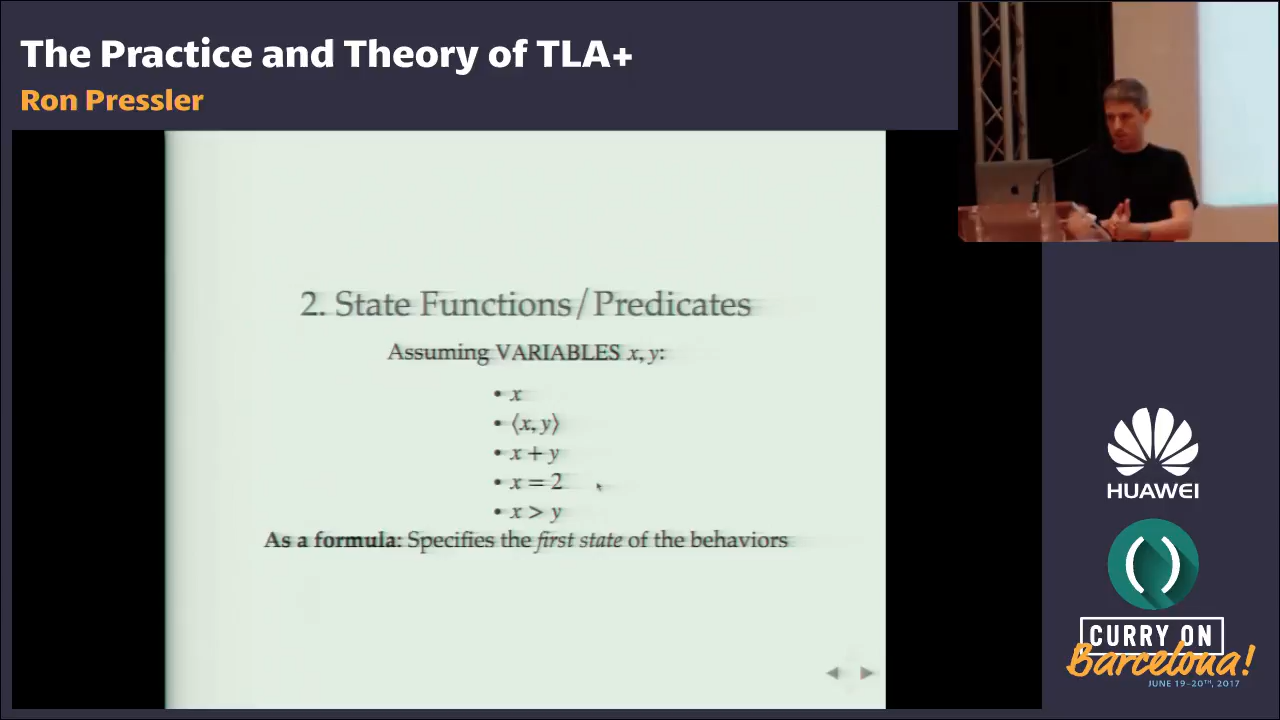 The Practice and Theory of TLA+
Ron Pressler
2. State Functions/Predicates
Assuming VARIABLES x, y:
• x
• ⟨x, y⟩
• x + y
• x = 2
• x > y
As a formula: Specifies the first state of the behaviors
HUAWEI
( )
CURRY ON
Barcelona!
JUNE 19-20TH, 2017